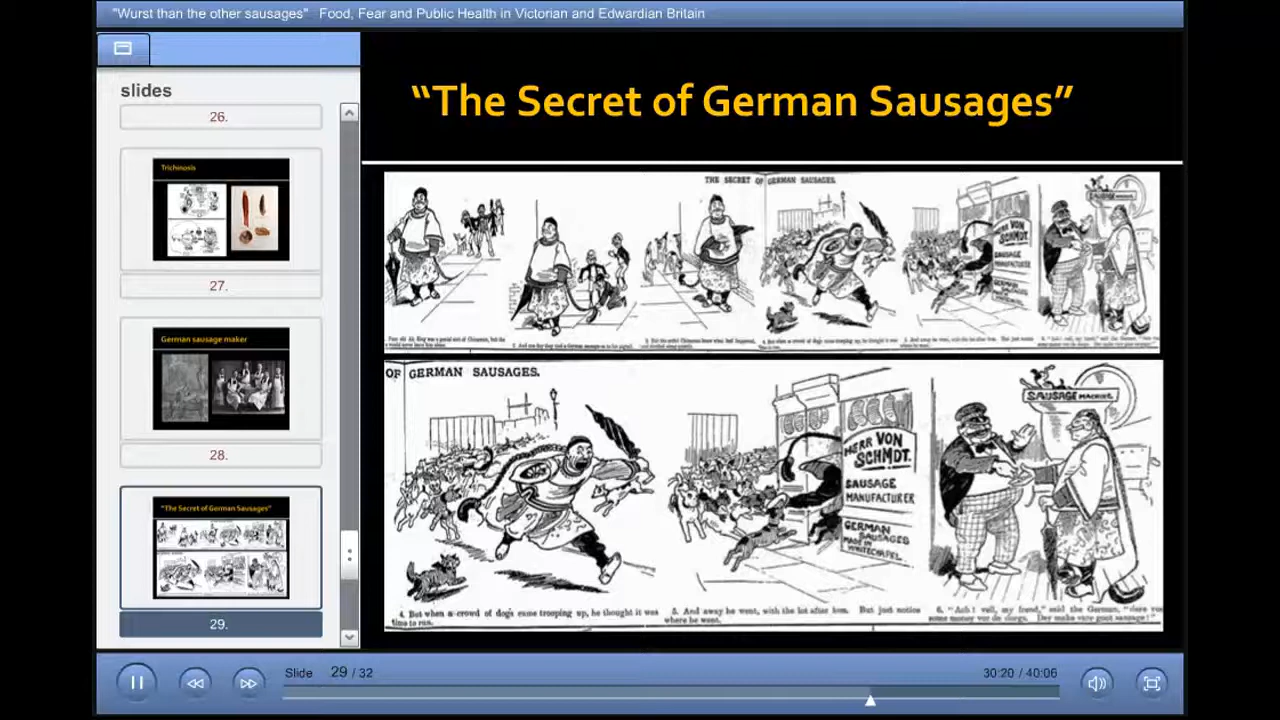 "Wurst than the other sausages" Food, Fear and Public Health in Victorian and Edwardian Britain
slides
26.
Trichinosis
27.
German sausage maker
28.
"The Secret of German Sausages"
29.
“The Secret of German Sausages”
THE SECRET OF GERMAN SAUSAGES.
OF GERMAN SAUSAGES.
HERR VON
SCHMDT.
SAUSAGE
MANUFACTURER
GERMAN
SAUSAGES
MADE IN
WHITECHAPEL
SAUSAGE MACHINE.
4. But when a crowd of dogs came trooping up, he thought it was
time to run.
5. And away he went, with the lot after him. But just notice
where he went.
6. "Ach! vell, my friend," said the German, "dere vos
some money vor de dorgs. Der make vere goot sausage!"
Slide 29 / 32
30:20 / 40:06